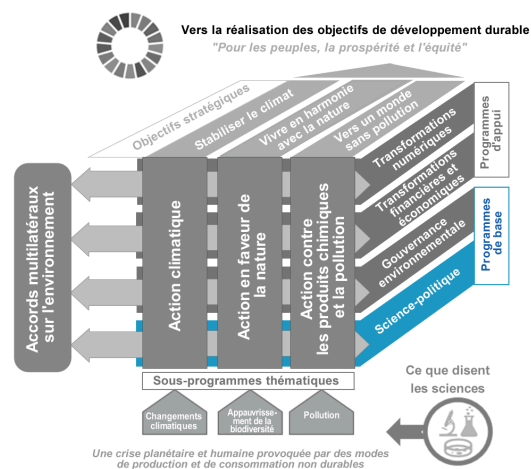 Vers la réalisation des objectifs de développement durable
"Pour les peuples, la prospérité et l'équité"
Objectifs stratégiques
Stabiliser le climat
Vivre en harmonie
avec la nature
Vers un monde
sans pollution
Transformations
numériques
Transformations
financières et
économiques
Gouvernance
environnementale
Science-politique
Programmes
d'appui
Programmes
de base
Accords multilatéraux
sur l'environnement
Action climatique
Action en faveur de
la nature
Action contre
les produits chimiques
et la pollution
Sous-programmes thématiques
Changements
climatiques
Appauvrisse-
ment de la
biodiversité
Pollution
Ce que disent
les sciences
Une crise planétaire et humaine provoquée par des modes
de production et de consommation non durables